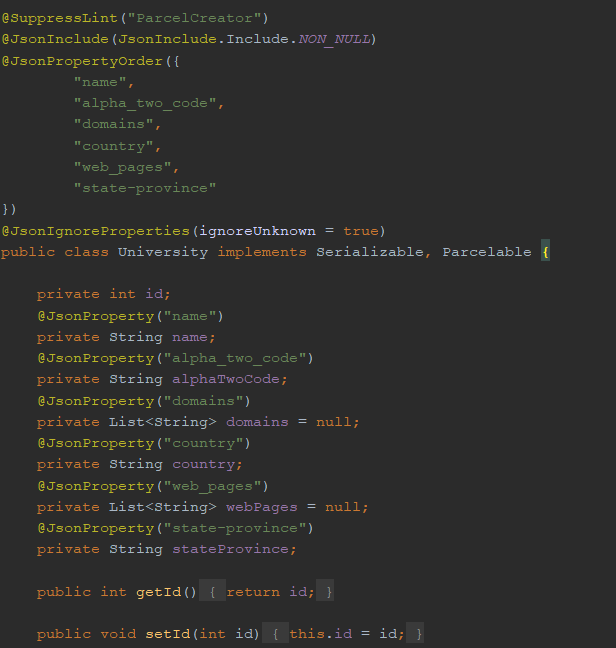 @SuppressLint("ParcelCreator")
@JsonInclude(JsonInclude.Include.NON_NULL)
@JsonPropertyOrder({
        "name",
        "alpha_two_code",
        "domains",
        "country",
        "web_pages",
        "state-province"
})
@JsonIgnoreProperties(ignoreUnknown = true)
public class University implements Serializable, Parcelable {
    private int id;
    @JsonProperty("name")
    private String name;
    @JsonProperty("alpha_two_code")
    private String alphaTwoCode;
    @JsonProperty("domains")
    private List<String> domains = null;
    @JsonProperty("country")
    private String country;
    @JsonProperty("web_pages")
    private List<String> webPages = null;
    @JsonProperty("state-province")
    private String stateProvince;
    public int getId() { return id; }
    public void setId(int id) { this.id = id; }